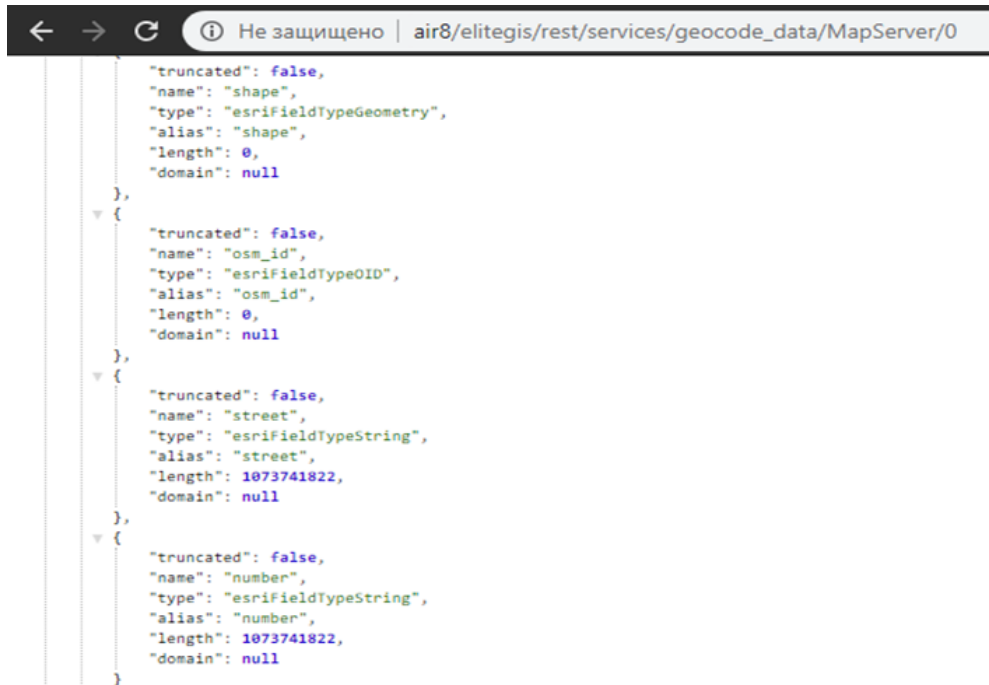 Не защищено | air8/elitegis/rest/services/geocode_data/MapServer/0
"truncated": false,
"name": "shape",
"type": "esriFieldTypeGeometry",
"alias": "shape",
"length": 0,
"domain": null
},
{
"truncated": false,
"name": "osm_id",
"type": "esriFieldTypeOID",
"alias": "osm_id",
"length": 0,
"domain": null
},
{
"truncated": false,
"name": "street",
"type": "esriFieldTypeString",
"alias": "street",
"length": 1073741822,
"domain": null
},
{
"truncated": false,
"name": "number",
"type": "esriFieldTypeString",
"alias": "number",
"length": 1073741822,
"domain": null
}